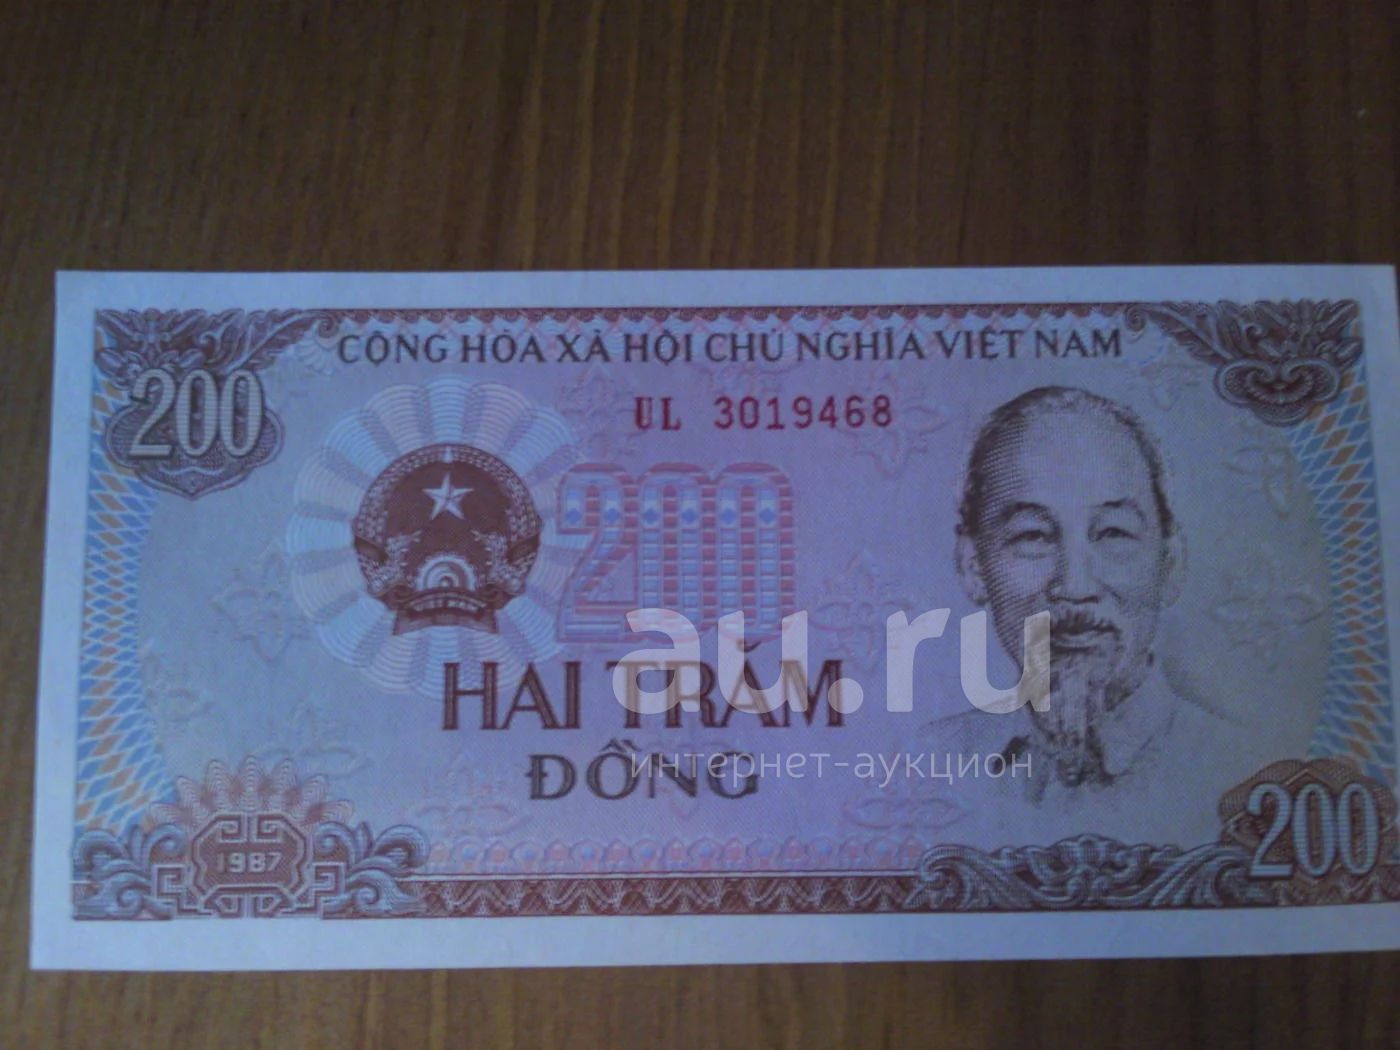 CỘNG HÒA XÃ HỘI CHỦ NGHĨA VIỆT NAM
200
UL 3019468
200
au.ru
HAI TRĂM
интернет-аукцион
ĐỒNG
1987
200